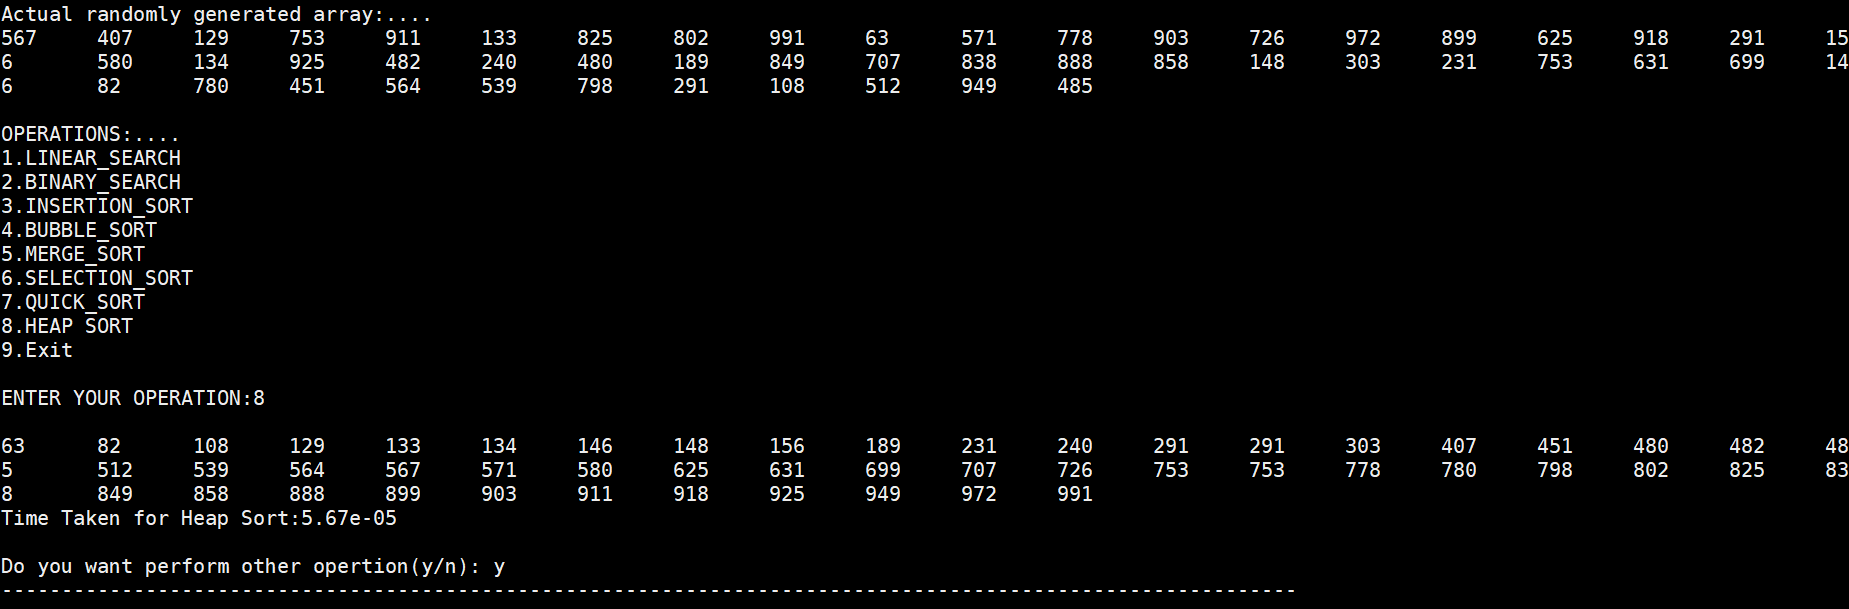 Actual randomly generated array:....
567 407 129 753 911 133 825 802 991 63 571 778 903 726 972 899 625 918 291 15
6 580 134 925 482 240 480 189 849 707 838 888 858 148 303 231 753 631 699 14
6 82 780 451 564 539 798 291 108 512 949 485
OPERATIONS:....
1.LINEAR_SEARCH
2.BINARY_SEARCH
3.INSERTION_SORT
4.BUBBLE_SORT
5.MERGE_SORT
6.SELECTION_SORT
7.QUICK_SORT
8.HEAP SORT
9.Exit
ENTER YOUR OPERATION:8
63 82 108 129 133 134 146 148 156 189 231 240 291 291 303 407 451 480 482 48
5 512 539 564 567 571 580 625 631 699 707 726 753 753 778 780 798 802 825 83
8 849 858 888 899 903 911 918 925 949 972 991
Time Taken for Heap Sort:5.67e-05
Do you want perform other opertion(y/n): y
------------------------------------------------------------------------------------------------------------